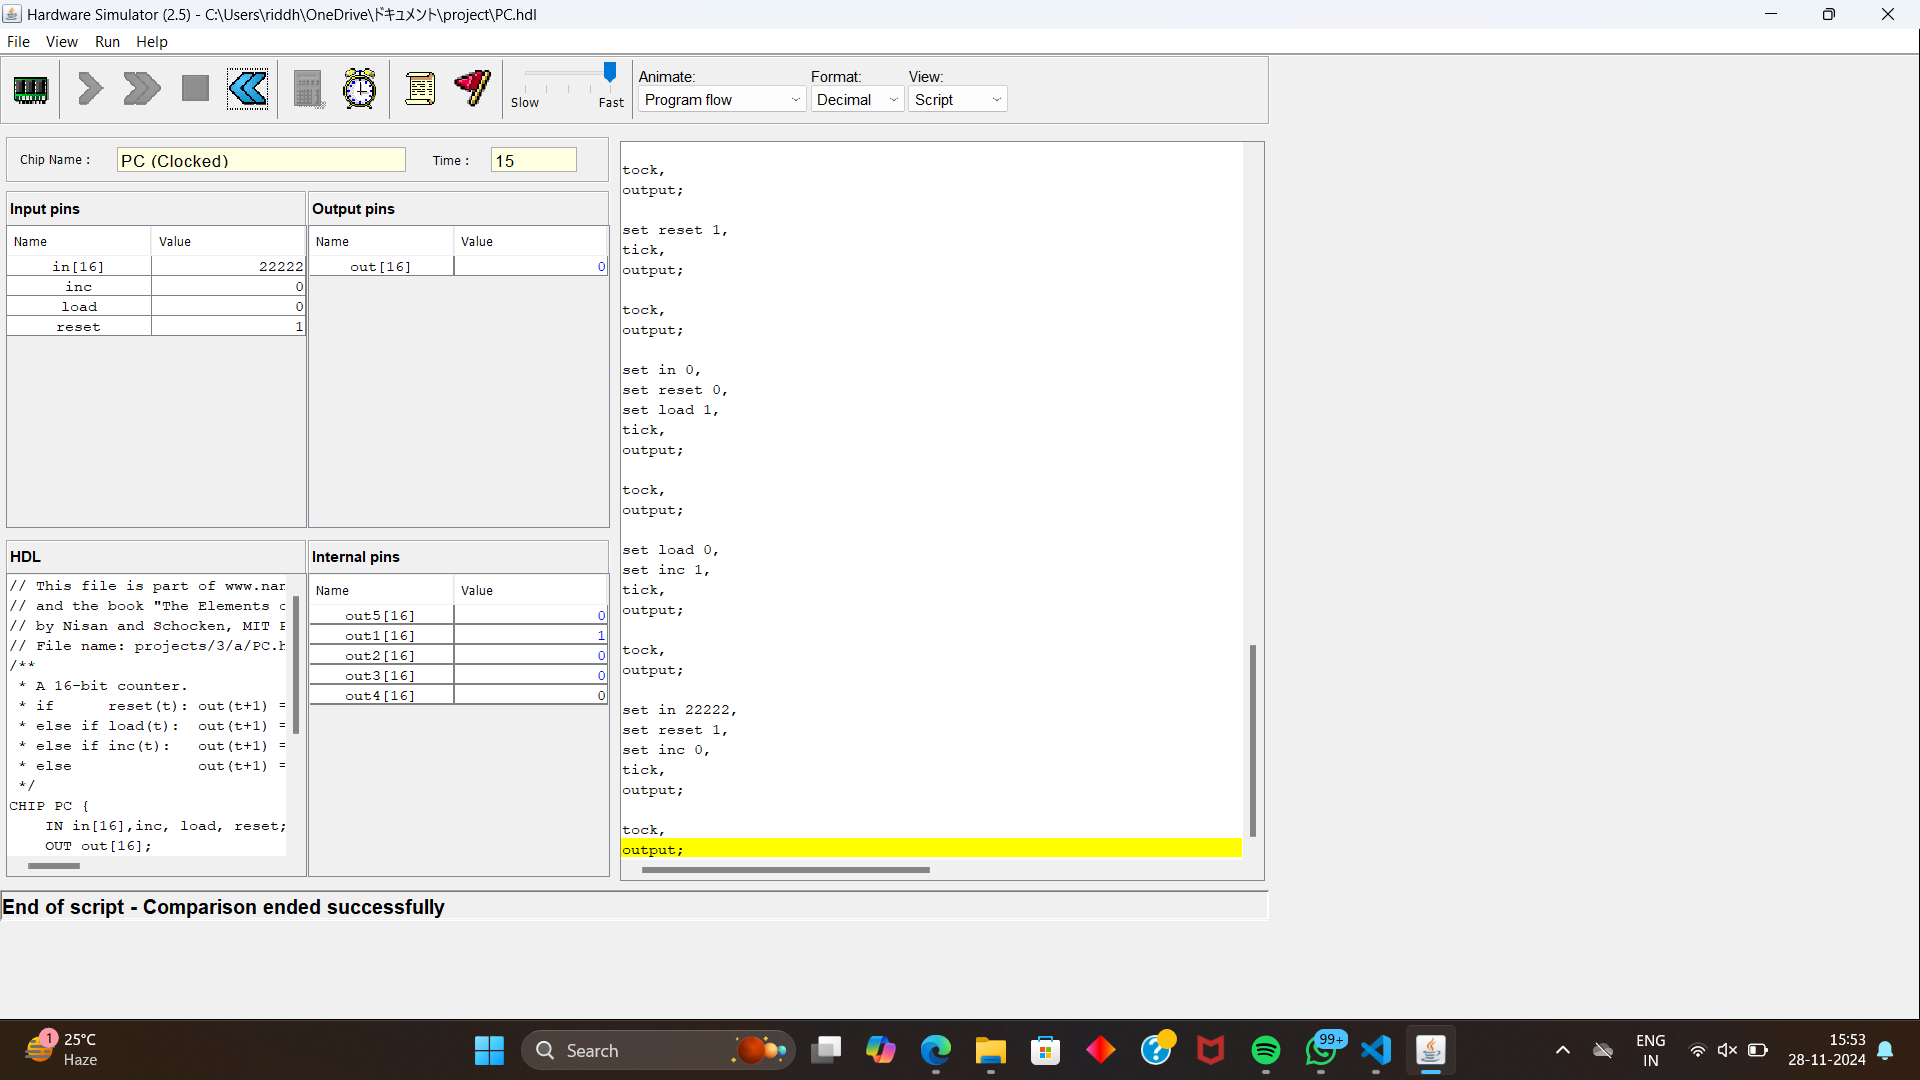 Hardware Simulator (2.5) - C:\Users\riddh\OneDrive\ドキュメント\project\PC.hdl
File View Run Help
Slow Fast
Animate: Format: View:
Program flow Decimal Script
Chip Name : PC (Clocked) Time : 15
Input pins
Name Value
in[16] 22222
inc 0
load 0
reset 1
Output pins
Name Value
out[16] 0
HDL
// This file is part of www.nan
// and the book "The Elements o
// by Nisan and Schocken, MIT P
// File name: projects/3/a/PC.h
/**
* A 16-bit counter.
* if reset(t): out(t+1) =
* else if load(t): out(t+1) =
* else if inc(t): out(t+1) =
* else out(t+1) =
*/
CHIP PC {
IN in[16],inc, load, reset;
OUT out[16];
Internal pins
Name Value
out5[16] 0
out1[16] 1
out2[16] 0
out3[16] 0
out4[16] 0
tock,
output;
set reset 1,
tick,
output;
tock,
output;
set in 0,
set reset 0,
set load 1,
tick,
output;
tock,
output;
set load 0,
set inc 1,
tick,
output;
tock,
output;
set in 22222,
set reset 1,
set inc 0,
tick,
output;
tock,
output;
End of script - Comparison ended successfully
1
25°C
Haze
Search
99+
ENG
IN
15:53
28-11-2024